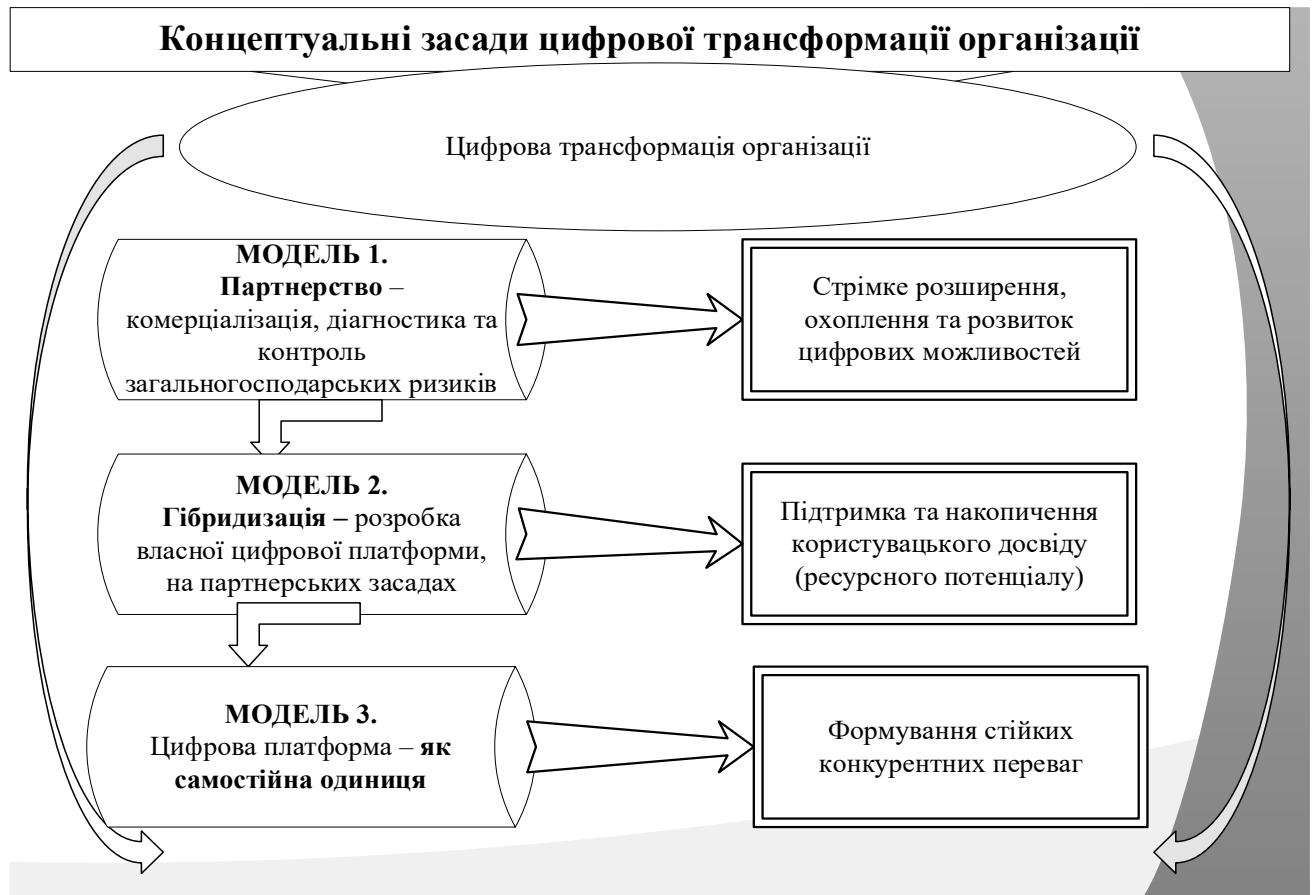 Концептуальні засади цифрової трансформації організації
Цифрова трансформація організації
МОДЕЛЬ 1.
Партнерство –
комерціалізація, діагностика та
контроль
загальногосподарських ризиків
Стрімке розширення,
охоплення та розвиток
цифрових можливостей
МОДЕЛЬ 2.
Гібридизація – розробка
власної цифрової платформи,
на партнерських засадах
Підтримка та накопичення
користувацького досвіду
(ресурсного потенціалу)
МОДЕЛЬ 3.
Цифрова платформа – як
самостійна одиниця
Формування стійких
конкурентних переваг